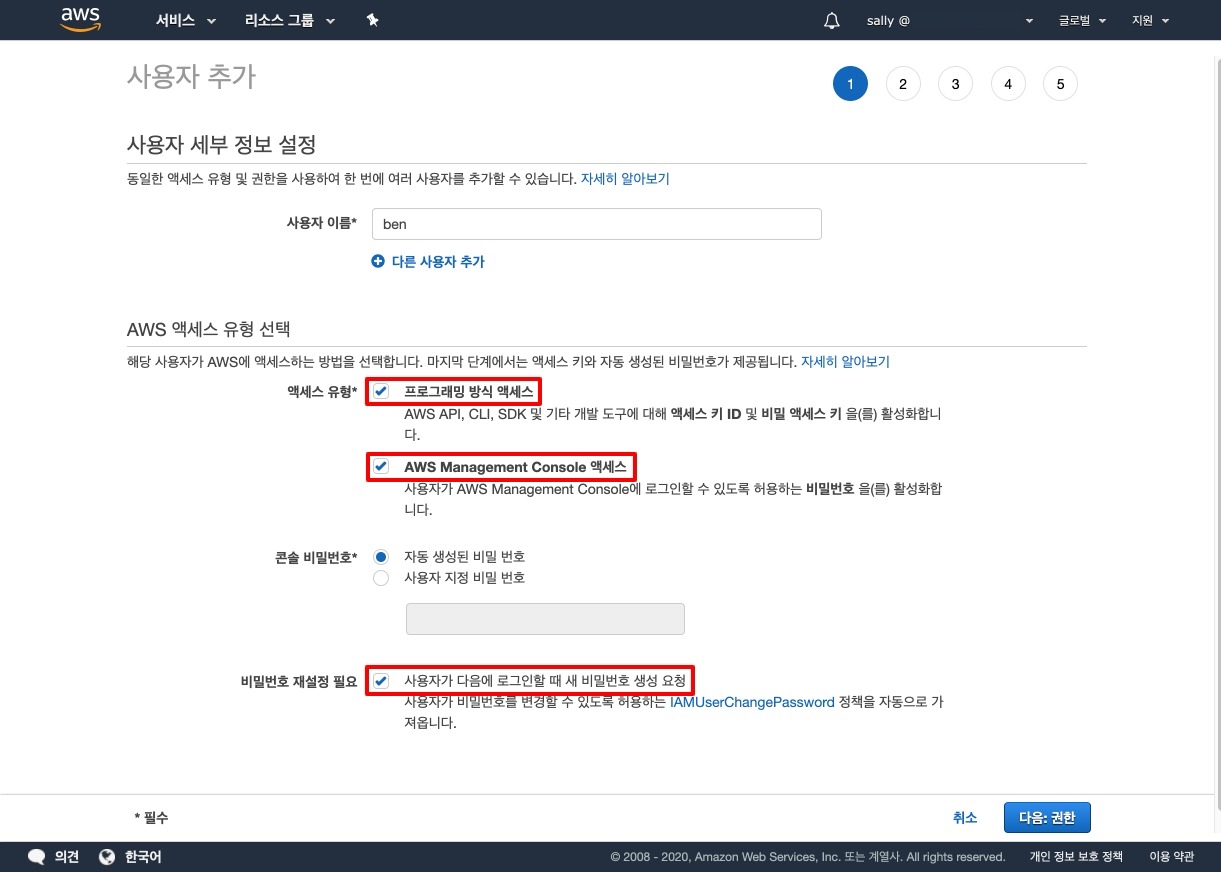 aws 서비스 리소스 그룹 sally @ 글로벌 지원
사용자 추가
1 2 3 4 5
사용자 세부 정보 설정
동일한 액세스 유형 및 권한을 사용하여 한 번에 여러 사용자를 추가할 수 있습니다. 자세히 알아보기
사용자 이름* ben
다른 사용자 추가
AWS 액세스 유형 선택
해당 사용자가 AWS에 액세스하는 방법을 선택합니다. 마지막 단계에서는 액세스 키와 자동 생성된 비밀번호가 제공됩니다. 자세히 알아보기
액세스 유형* 프로그래밍 방식 액세스
AWS API, CLI, SDK 및 기타 개발 도구에 대해 액세스 키 ID 및 비밀 액세스 키 을(를) 활성화합니
다.
AWS Management Console 액세스
사용자가 AWS Management Console에 로그인할 수 있도록 허용하는 비밀번호 을(를) 활성화합
니다.
콘솔 비밀번호* 자동 생성된 비밀 번호
사용자 지정 비밀 번호
비밀번호 재설정 필요 사용자가 다음에 로그인할 때 새 비밀번호 생성 요청
사용자가 비밀번호를 변경할 수 있도록 허용하는 IAMUserChangePassword 정책을 자동으로 가
져옵니다.
* 필수 취소 다음: 권한
의견 한국어 © 2008 - 2020, Amazon Web Services, Inc. 또는 계열사. All rights reserved. 개인 정보 보호 정책 이용 약관